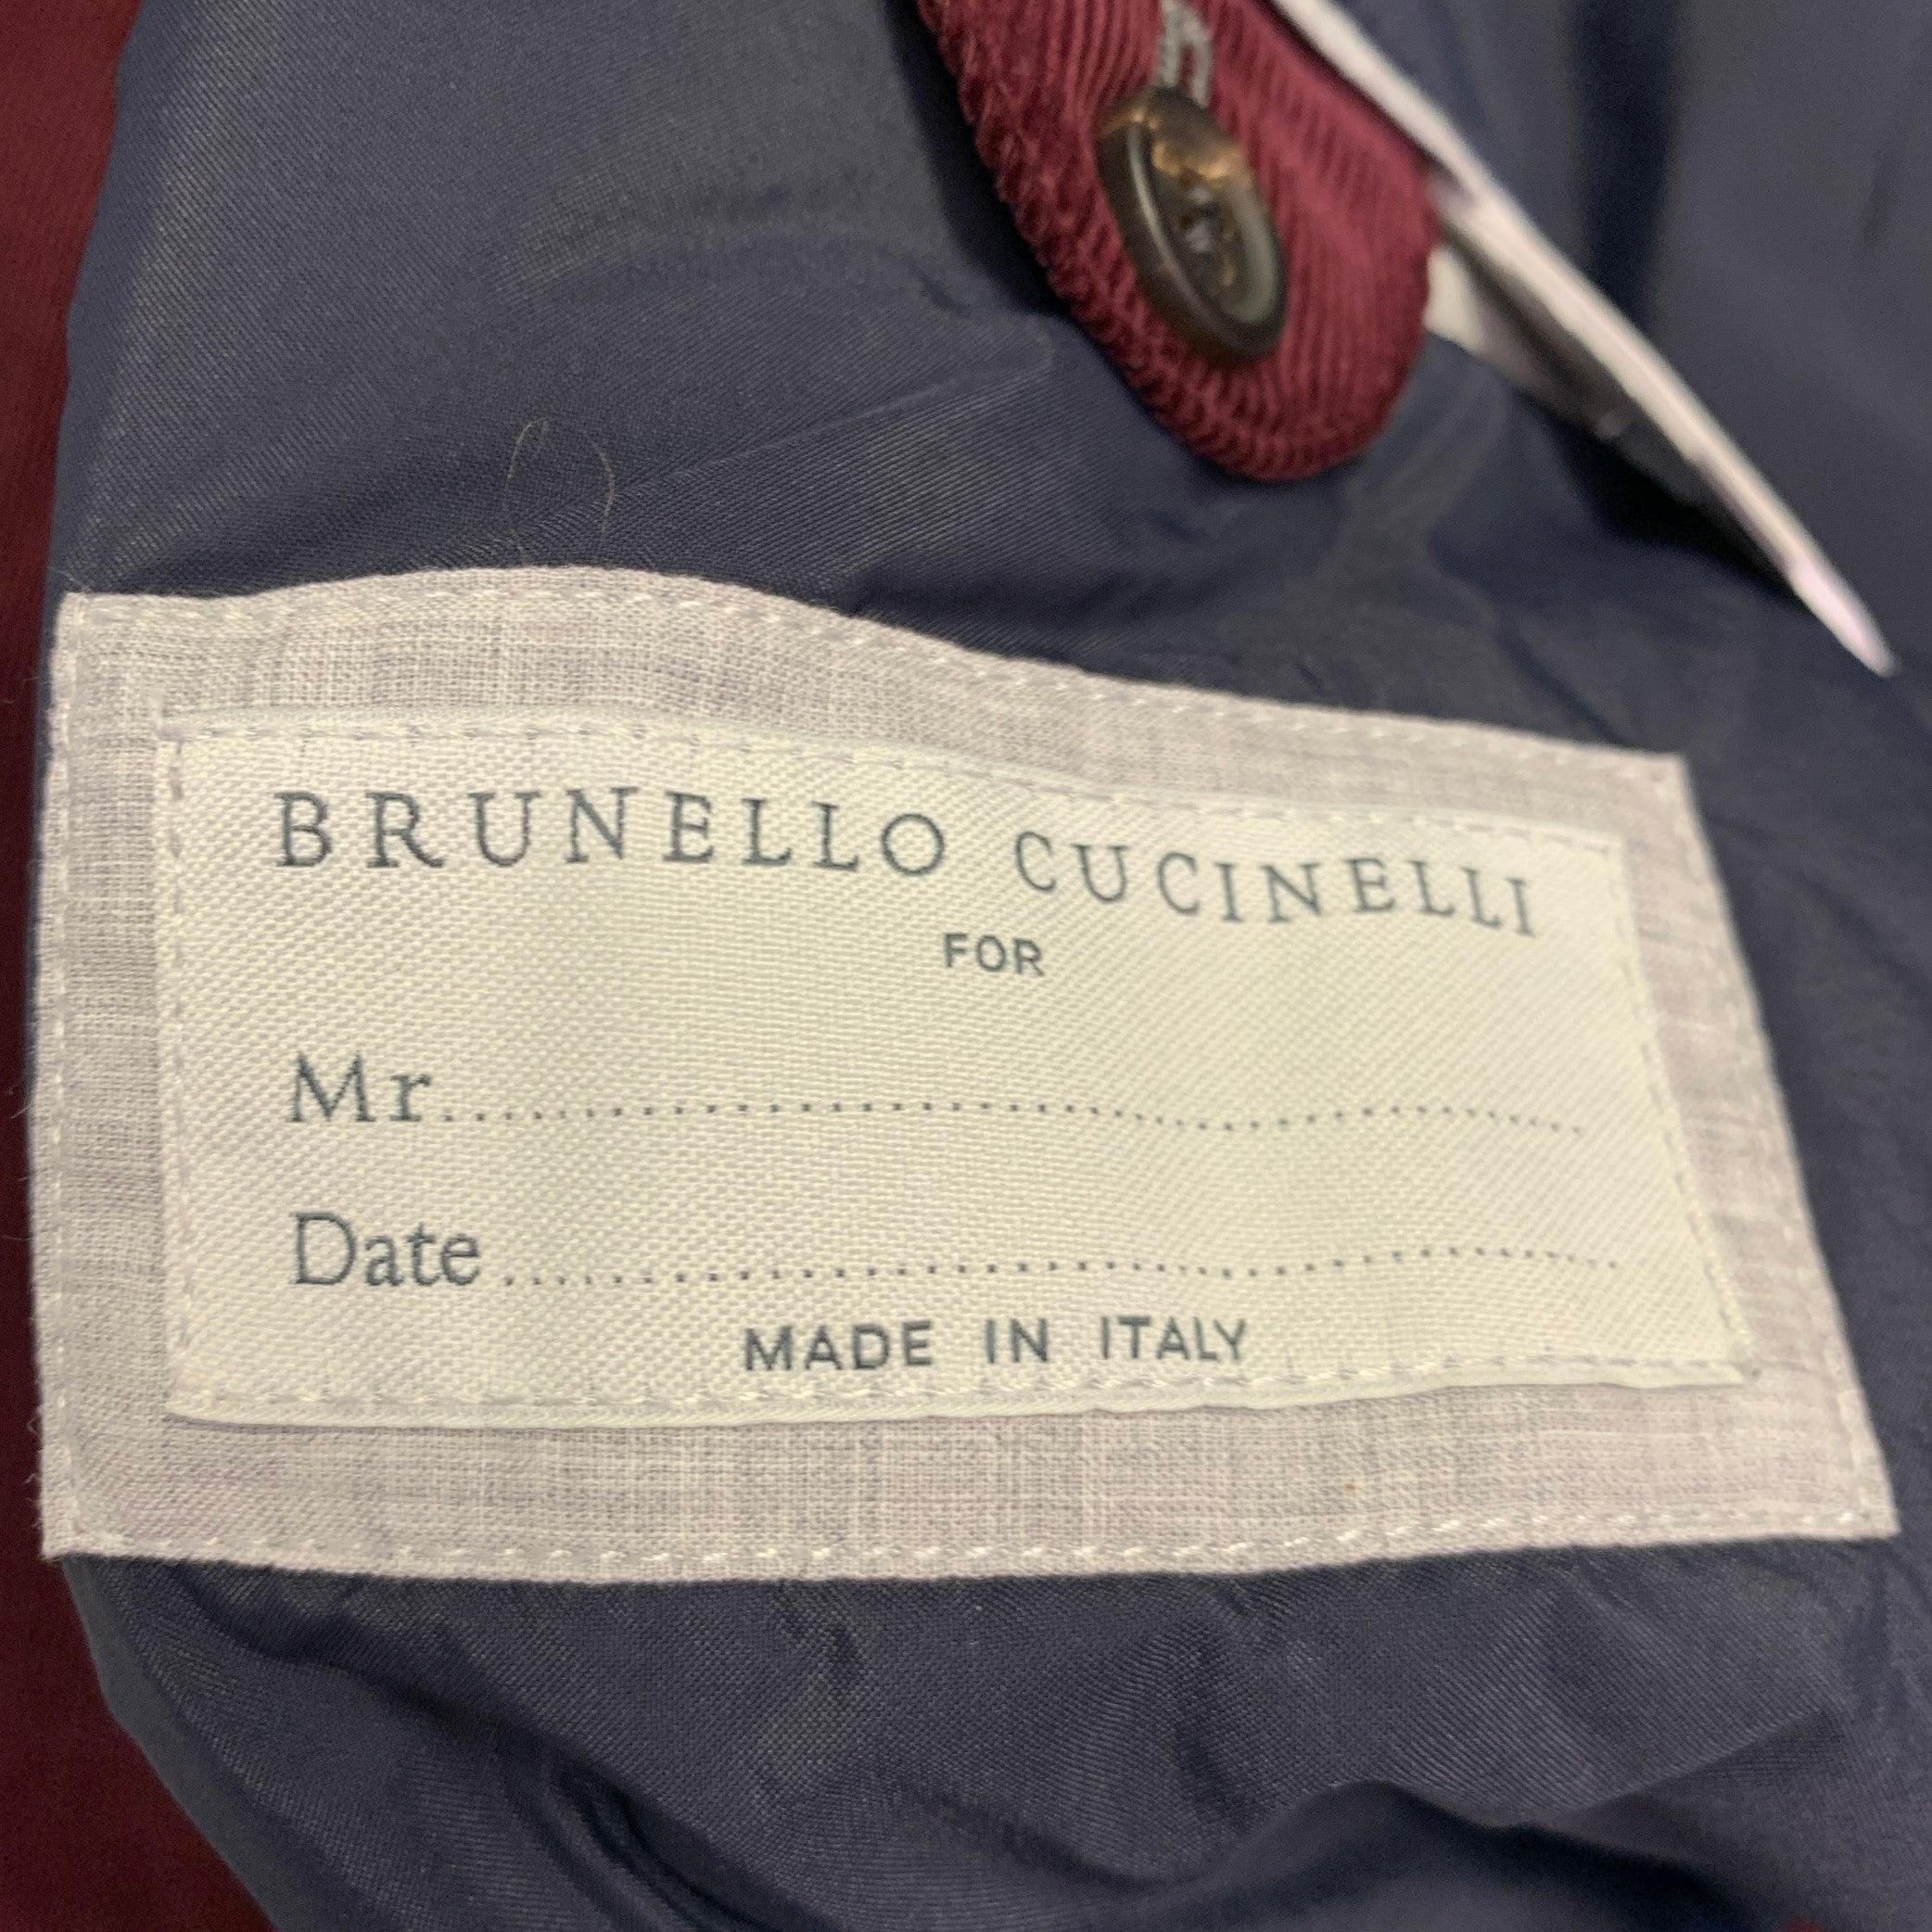 BRUNELLO CUCINELLI
FOR
Mr..............................................
Date..............................................
MADE IN ITALY